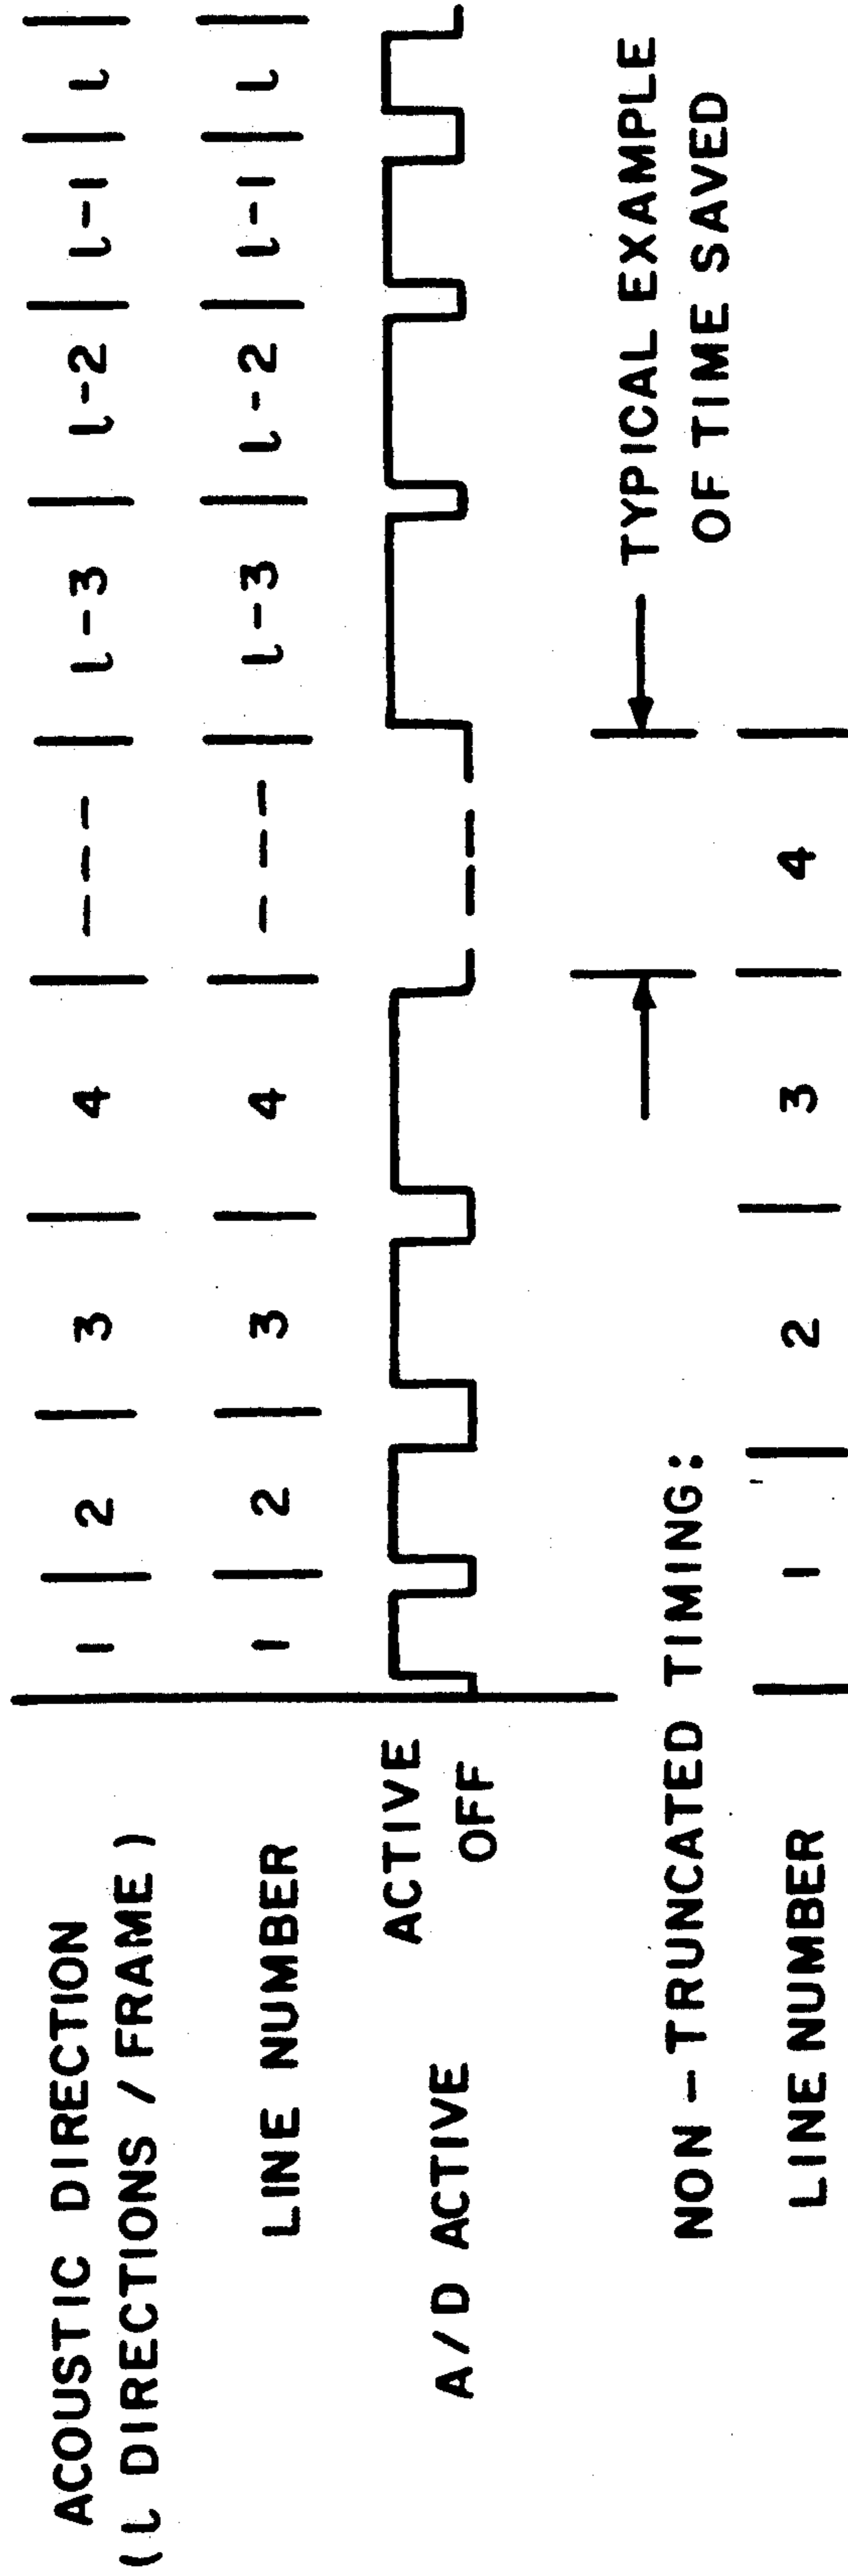 ACOUSTIC DIRECTION
(l DIRECTIONS / FRAME)
1 2 3 4 --- l-3 l-2 l-1 l
LINE NUMBER
1 2 3 4 --- l-3 l-2 l-1 l
A/D ACTIVE
ACTIVE
OFF
TYPICAL EXAMPLE
OF TIME SAVED
NON-TRUNCATED TIMING:
LINE NUMBER
1 2 3 4